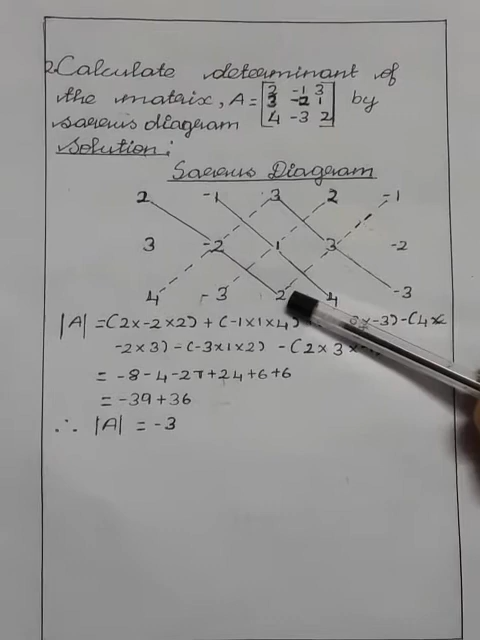 2.Calculate determinant of
the matrix, A = [2 -1 3
3 -2 1
4 -3 2] by
sarrus diagram
Solution:
Sarrus Diagram
2 -1 3 2 -1
3 -2 1 3 -2
4 -3 2 4 -3
|A| = (2x-2x2) + (-1x1x4) + x-3) - (4x
-2x3) - (-3x1x2) - (2x3x-
= -8-4-27+24+6+6
= -39+36
∴ |A| = -3